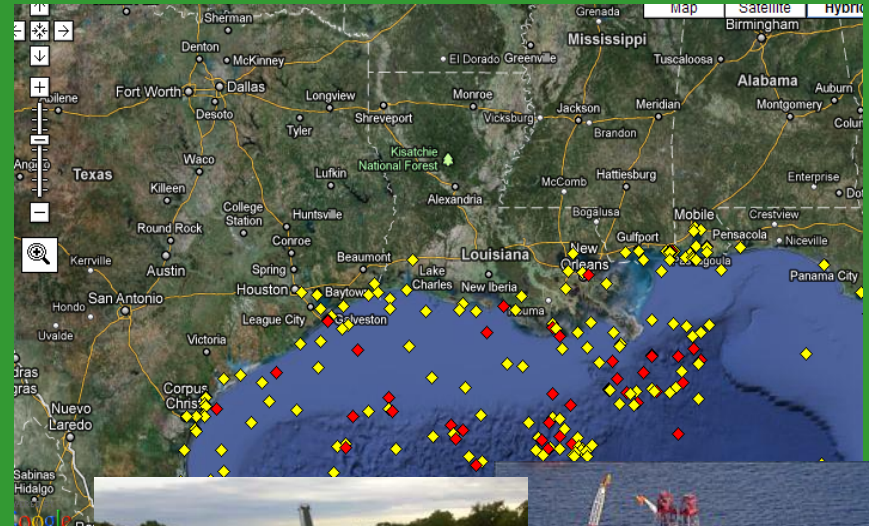 Map Satellite Hybrid
Sherman
Grenada
Birmingham
Denton
McKinney
El Dorado Greenville
Mississippi
Tuscaloosa
Abilene
Fort Worth
Dallas
Alabama
Auburn
Desoto
Longview
Monroe
Jackson
Meridian
Montgomery
Tyler
Shreveport
Vicksburg
Brandon
Waco
Kisatchie
National Forest
Texas
Killeen
Lufkin
McComb
Hattiesburg
Enterprise
Alexandria
College
Station
Huntsville
Bogalusa
Mobile
Crestview
Round Rock
Conroe
Gulfport
Pensacola
Niceville
Kerrville
Austin
Spring
Beaumont
Louisiana
New
Orleans
Lake
Charles
New Iberia
Panama City
Houston
San Antonio
Hondo
League City
Galveston
Uvalde
Victoria
Corpus
Nuevo
Laredo
Sabinas
Hidalgo